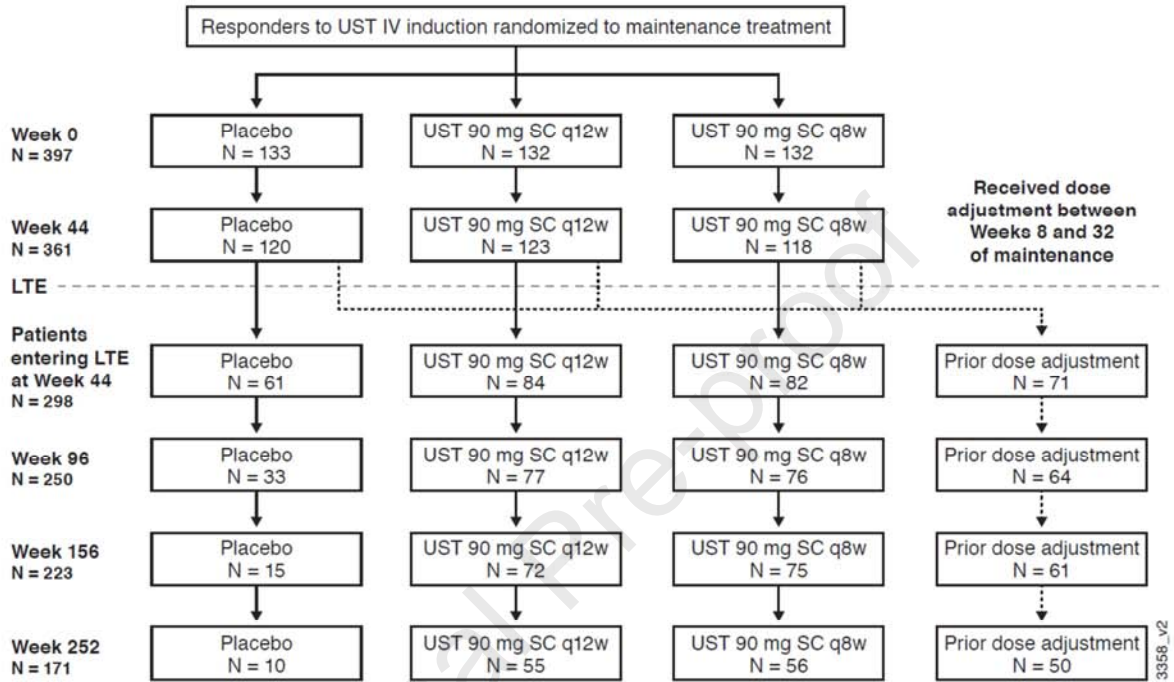 Responders to UST IV induction randomized to maintenance treatment
Week 0
N = 397
Placebo
N = 133
UST 90 mg SC q12w
N = 132
UST 90 mg SC q8w
N = 132
Week 44
N = 361
Placebo
N = 120
UST 90 mg SC q12w
N = 123
UST 90 mg SC q8w
N = 118
Received dose
adjustment between
Weeks 8 and 32
of maintenance
LTE
Patients
entering LTE
at Week 44
N = 298
Placebo
N = 61
UST 90 mg SC q12w
N = 84
UST 90 mg SC q8w
N = 82
Prior dose adjustment
N = 71
Week 96
N = 250
Placebo
N = 33
UST 90 mg SC q12w
N = 77
UST 90 mg SC q8w
N = 76
Prior dose adjustment
N = 64
Week 156
N = 223
Placebo
N = 15
UST 90 mg SC q12w
N = 72
UST 90 mg SC q8w
N = 75
Prior dose adjustment
N = 61
Week 252
N = 171
Placebo
N = 10
UST 90 mg SC q12w
N = 55
UST 90 mg SC q8w
N = 56
Prior dose adjustment
N = 50
3358_v2
al Pre-proof